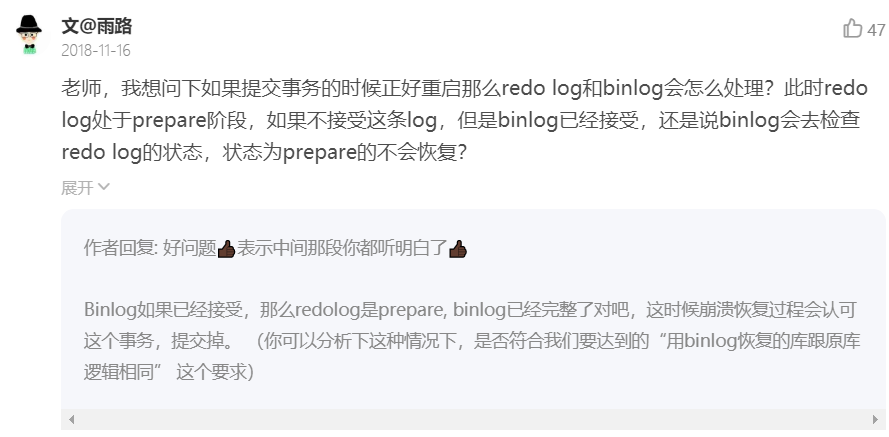 文@雨路
2018-11-16
47
老师，我想问下如果提交事务的时候正好重启那么redo log和binlog会怎么处理？此时redo
log处于prepare阶段，如果不接受这条log，但是binlog已经接受，还是说binlog会去检查
redo log的状态，状态为prepare的不会恢复？
展开
作者回复: 好问题👍🏿表示中间那段你都听明白了👍🏿
Binlog如果已经接受，那么redolog是prepare, binlog已经完整了对吧，这时候崩溃恢复过程会认可
这个事务，提交掉。 （你可以分析下这种情况下，是否符合我们要达到的“用binlog恢复的库跟原库
逻辑相同” 这个要求）